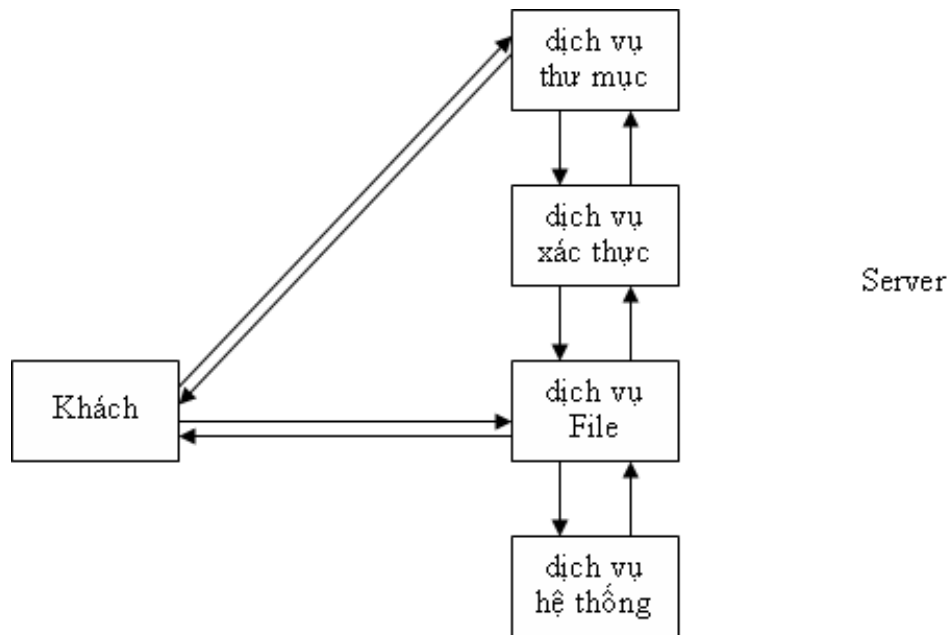 dịch vụ
thư mục
dịch vụ
xác thực
Server
Khách
dịch vụ
File
dịch vụ
hệ thống